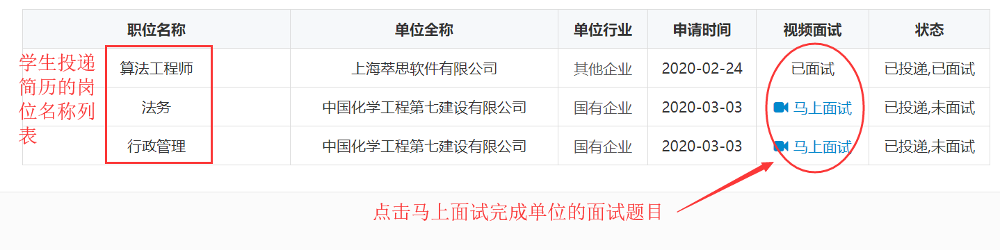 职位名称 单位全称 单位行业 申请时间 视频面试 状态
学生投递
简历的岗
位名称列
表
算法工程师 上海萃思软件有限公司 其他企业 2020-02-24 已面试 已投递,已面试
法务 中国化学工程第七建设有限公司 国有企业 2020-03-03 马上面试 已投递,未面试
行政管理 中国化学工程第七建设有限公司 国有企业 2020-03-03 马上面试 已投递,未面试
点击马上面试完成单位的面试题目